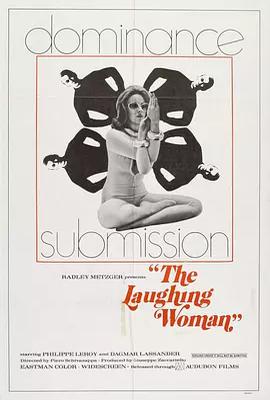 dominance
submission
RADLEY METZGER presents
"The
Laughing
Woman"
starring PHILIPPE LEROY and DAGMAR LASSANDER
Directed by Piero Schivazappa · Produced by Giuseppe Zaccariello
EASTMAN COLOR · WIDESCREEN · Released through AUDUBON FILMS